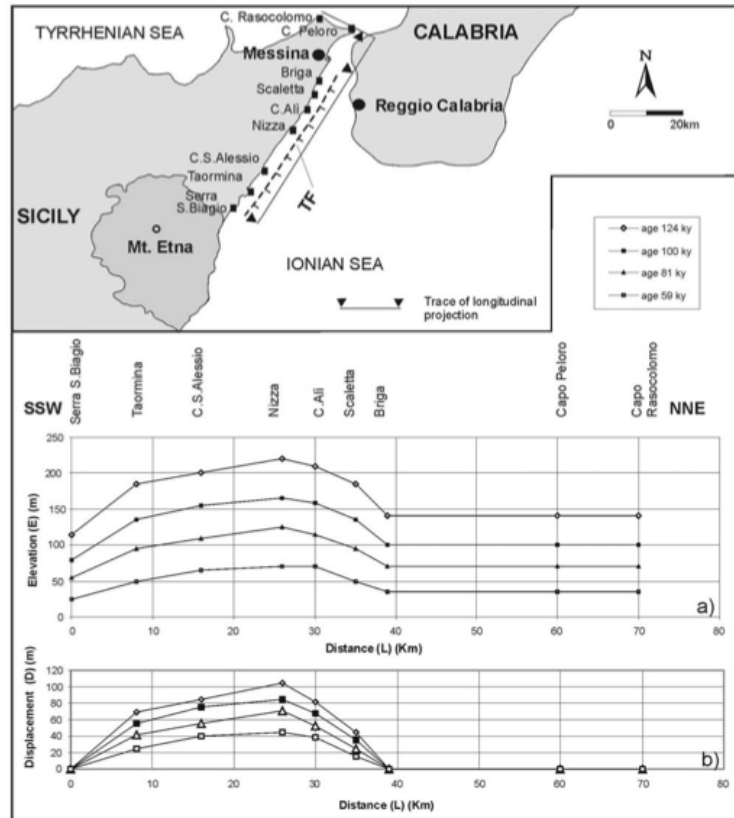 C. Rasocolomo
TYRRHENIAN SEA
C. Peloro
CALABRIA
Messina
N
Briga
Scaletta
C.Alì
Reggio Calabria
0 20km
Nizza
C.S.Alessio
Taormina
Serra
S.Biagio
TF
SICILY
Mt. Etna
IONIAN SEA
Trace of longitudinal
projection
age 124 ky
age 100 ky
age 81 ky
age 59 ky
SSW
Serra S.Biagio
Taormina
C.S.Alessio
Nizza
C.Alì
Scaletta
Briga
Capo Peloro
Capo
Rasocolomo
NNE
Elevation (E) (m)
250
200
150
100
50
0
a)
0 10 20 30 40 50 60 70 80
Distance (L) (Km)
Displacement (D) (m)
120
100
80
60
40
20
0
b)
0 10 20 30 40 50 60 70 80
Distance (L) (Km)